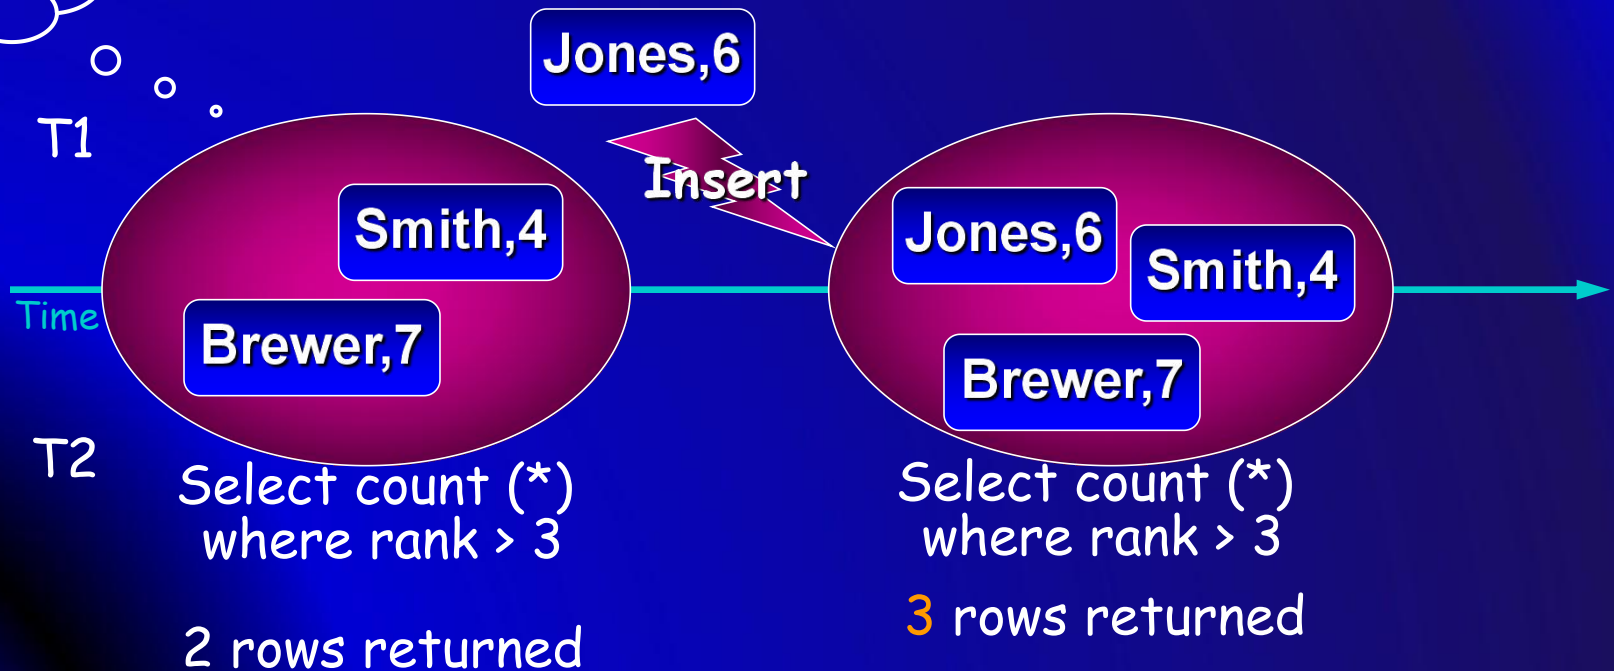 Jones,6
T1
Insert
Smith,4
Jones,6
Smith,4
Time
Brewer,7
Brewer,7
T2
Select count (*)
where rank > 3
2 rows returned
Select count (*)
where rank > 3
3 rows returned